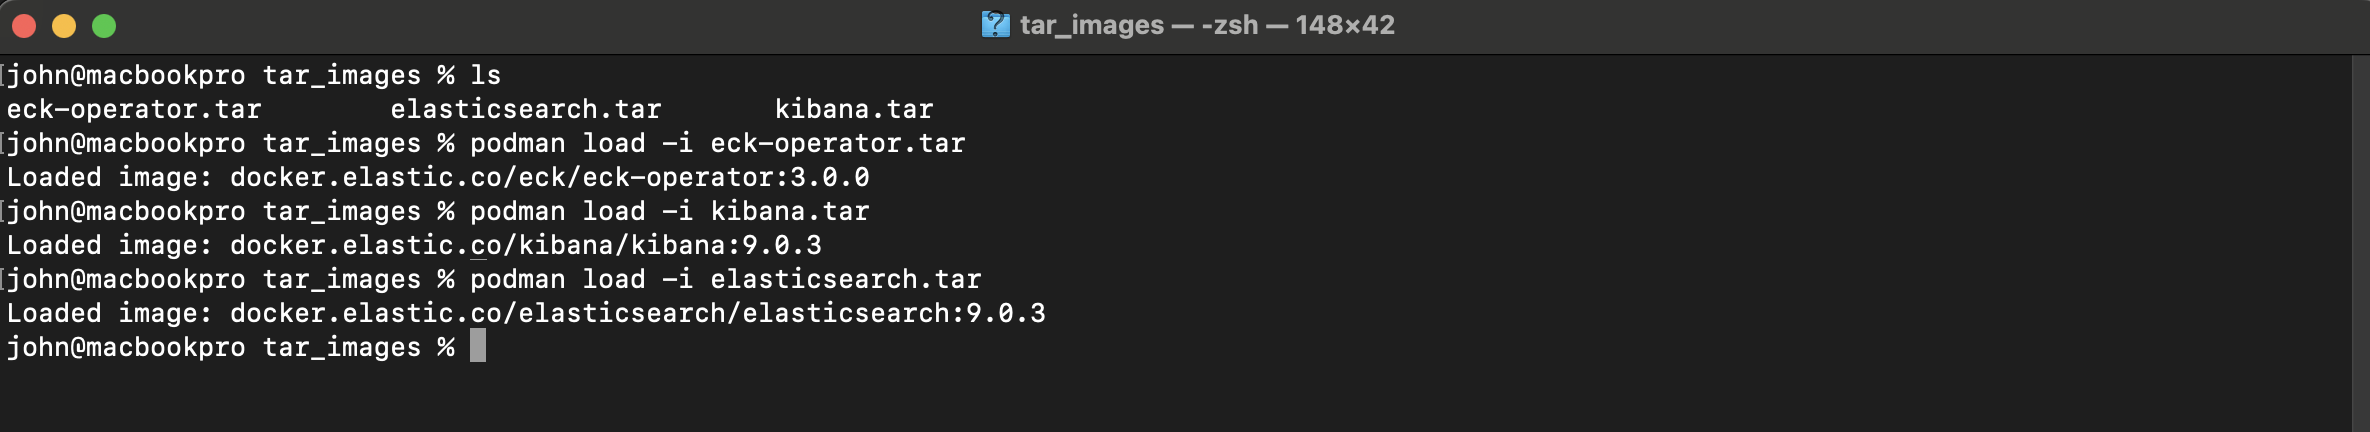 tar_images — -zsh — 148×42
john@macbookpro tar_images % ls
eck-operator.tar        elasticsearch.tar       kibana.tar
john@macbookpro tar_images % podman load -i eck-operator.tar
Loaded image: docker.elastic.co/eck/eck-operator:3.0.0
john@macbookpro tar_images % podman load -i kibana.tar
Loaded image: docker.elastic.co/kibana/kibana:9.0.3
john@macbookpro tar_images % podman load -i elasticsearch.tar
Loaded image: docker.elastic.co/elasticsearch/elasticsearch:9.0.3
john@macbookpro tar_images %